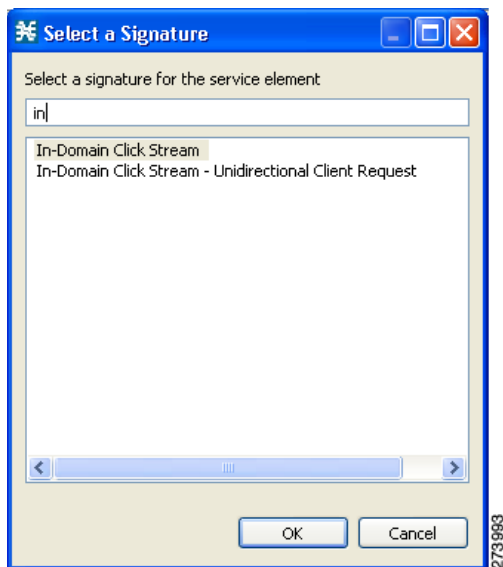 Select a Signature
Select a signature for the service element
in
In-Domain Click Stream
In-Domain Click Stream - Unidirectional Client Request
OK
Cancel
273993